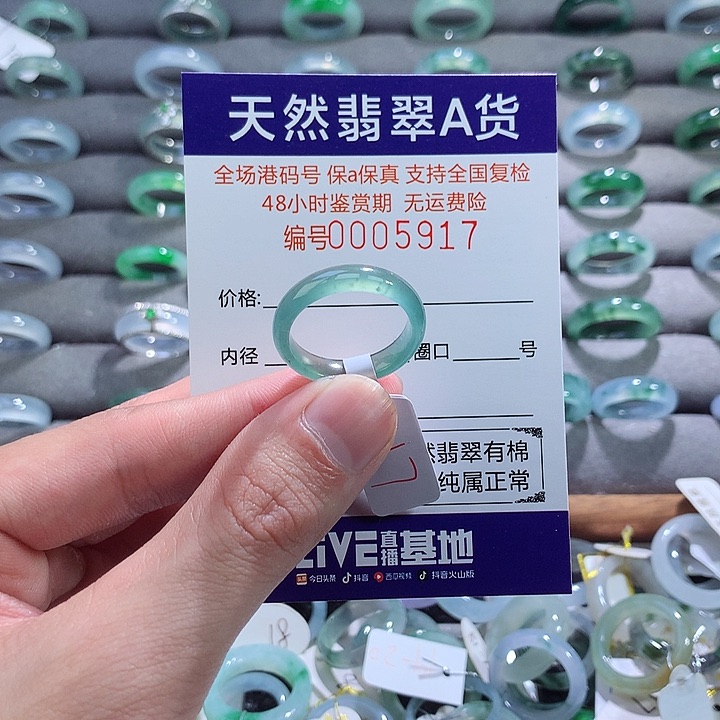 天然翡翠A货
全场港码号 保a保真 支持全国复检
48小时鉴赏期 无运费险
编号0005917
价格:
内径 圈口 号
然翡翠有棉
纯属正常
LIVE直播基地
今日头条 抖音 西瓜视频 抖音火山版
18